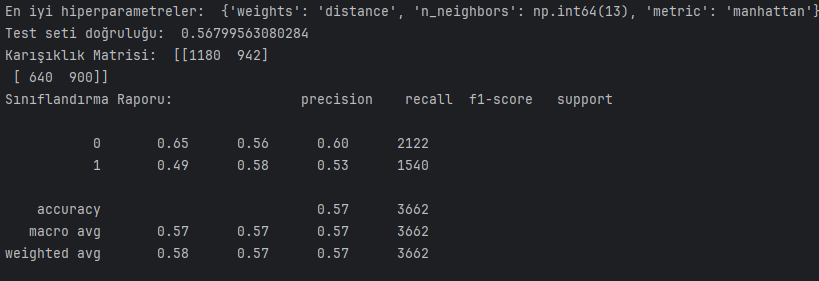 En iyi hiperparametreler:  {'weights': 'distance', 'n_neighbors': np.int64(13), 'metric': 'manhattan'}
Test seti doğruluğu:  0.56799563080284
Karışıklık Matrisi:  [[1180  942]
 [ 640  900]]
Sınıflandırma Raporu:                precision    recall  f1-score   support
           0       0.65      0.56      0.60      2122
           1       0.49      0.58      0.53      1540
    accuracy                           0.57      3662
   macro avg       0.57      0.57      0.57      3662
weighted avg       0.58      0.57      0.57      3662